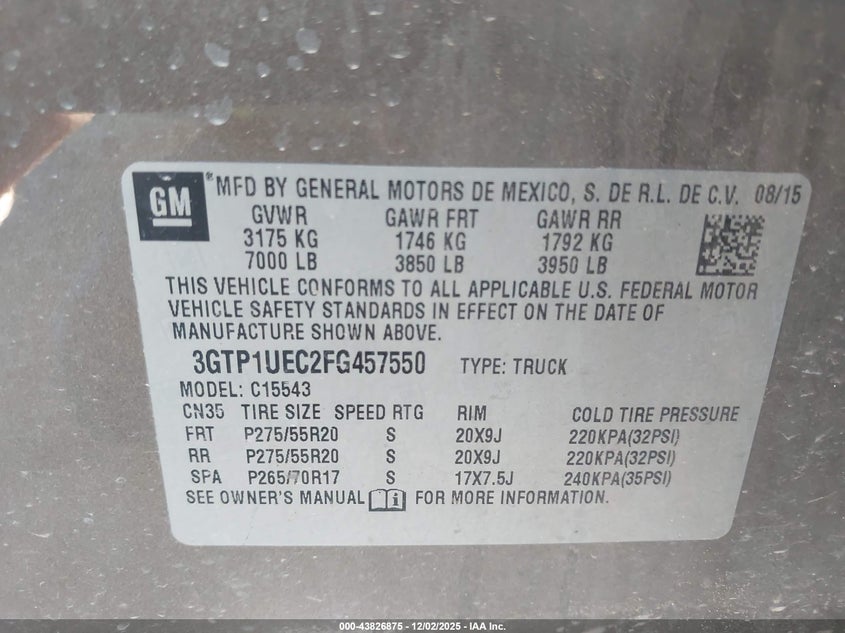 GM ® MFD BY GENERAL MOTORS DE MEXICO, S. DE R.L. DE C.V. 08/15
GVWR GAWR FRT GAWR RR
3175 KG 1746 KG 1792 KG
7000 LB 3850 LB 3950 LB
THIS VEHICLE CONFORMS TO ALL APPLICABLE U.S. FEDERAL MOTOR
VEHICLE SAFETY STANDARDS IN EFFECT ON THE DATE OF
MANUFACTURE SHOWN ABOVE.
3GTP1UEC2FG457550 TYPE: TRUCK
MODEL: C15543
CN35 TIRE SIZE SPEED RTG RIM COLD TIRE PRESSURE
FRT P275/55R20 S 20X9J 220KPA(32PSI)
RR P275/55R20 S 20X9J 220KPA(32PSI)
SPA P265/70R17 S 17X7.5J 240KPA(35PSI)
SEE OWNER'S MANUAL i FOR MORE INFORMATION.
000-43826875 - 12/02/2025 - IAA Inc.